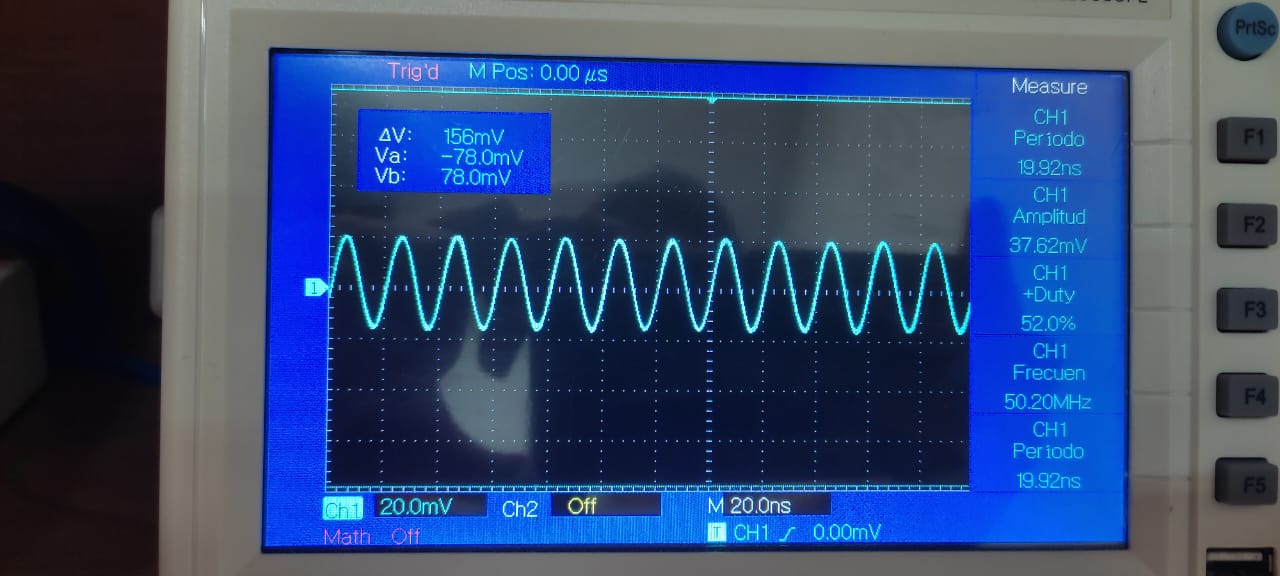 Trig'd M Pos: 0.00 μs
ΔV: 156mV
Va: -78.0mV
Vb: 78.0mV
Measure
CH1
Periodo
19.92ns
CH1
Amplitud
37.62mV
CH1
+Duty
52.0%
CH1
Frecuen
50.20MHz
CH1
Periodo
19.92ns
1
Ch1 20.0mV Ch2 Off M 20.0ns
Math Off T CH1 0.00mV
PrtSc
F1
F2
F3
F4
F5